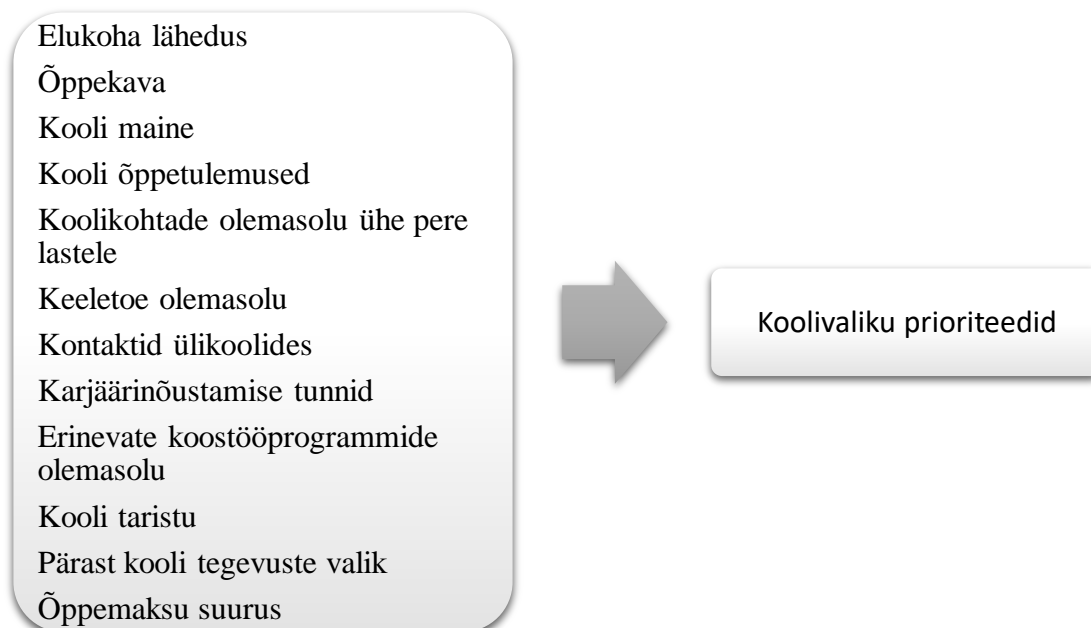 Elukoha lähedus
Õppekava
Kooli maine
Kooli õppetulemused
Koolikohtade olemasolu ühe pere
lastele
Keeletoe olemasolu
Kontaktid ülikoolides
Karjäärinõustamise tunnid
Erinevate koostööprogrammide
olemasolu
Kooli taristu
Pärast kooli tegevuste valik
Õppemaksu suurus
Koolivaliku prioriteedid